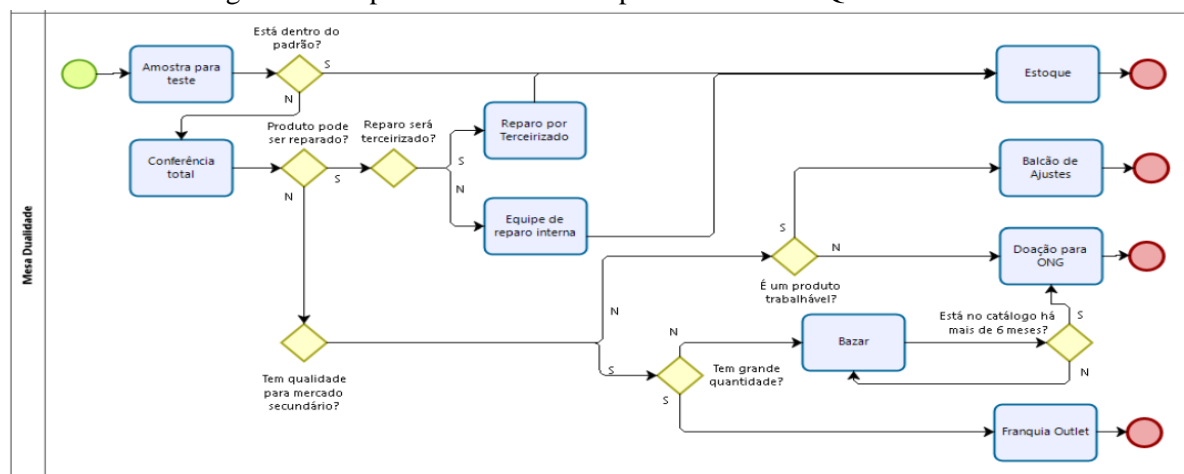 Está dentro do
padrão?
Amostra para
teste
S
N
Estoque
Produto pode
ser reparado?
Reparo será
terceirizado?
Reparo por
Terceirizado
Conferência
total
S
N
S
N
Equipe de
reparo interna
Balcão de
Ajustes
S
N
É um produto
trabalhável?
Doação para
ONG
Mesa Dualidade
Tem qualidade
para mercado
secundário?
N
S
N
S
Tem grande
quantidade?
Bazar
Está no catálogo há
mais de 6 meses?
S
N
Franquia Outlet